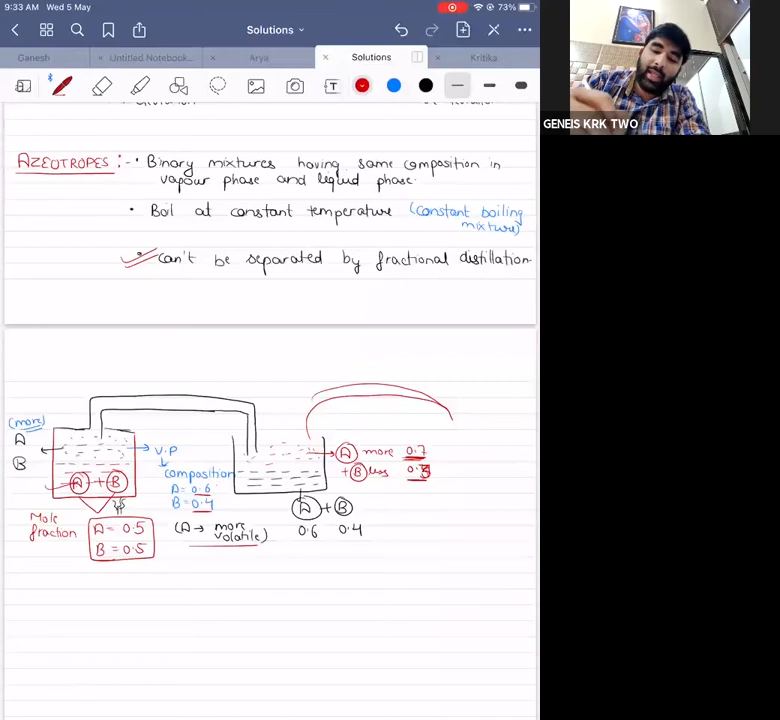 9:33 AM Wed 5 May
73%
Solutions
Ganesh
Untitled Notebook...
Arya
Solutions
Kritika
T
GENEIS KRK TWO
AZEOTROPES :- • Binary mixtures having same composition in
vapour phase and liquid phase.
• Boil at constant temperature (constant boiling
mixture)
• can't be separated by fractional distillation
(more)
A
B
A + B
V.P
composition
A = 0.6
B = 0.4
Mole
fraction
A = 0.5
B = 0.5
(A → more
volatile)
A more 0.7
+ B less 0.3
A + B
0.6 0.4